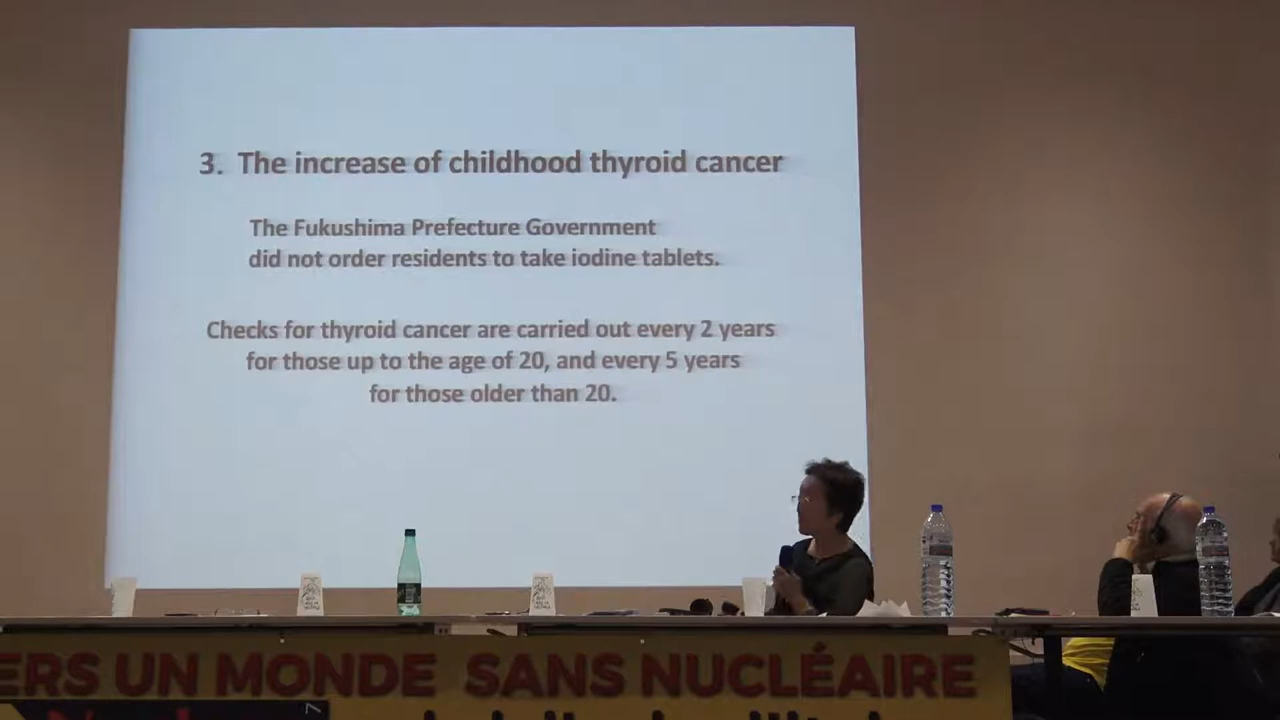 3. The increase of childhood thyroid cancer
The Fukushima Prefecture Government
did not order residents to take iodine tablets.
Checks for thyroid cancer are carried out every 2 years
for those up to the age of 20, and every 5 years
for those older than 20.
ERS UN MONDE SANS NUCLÉAIRE